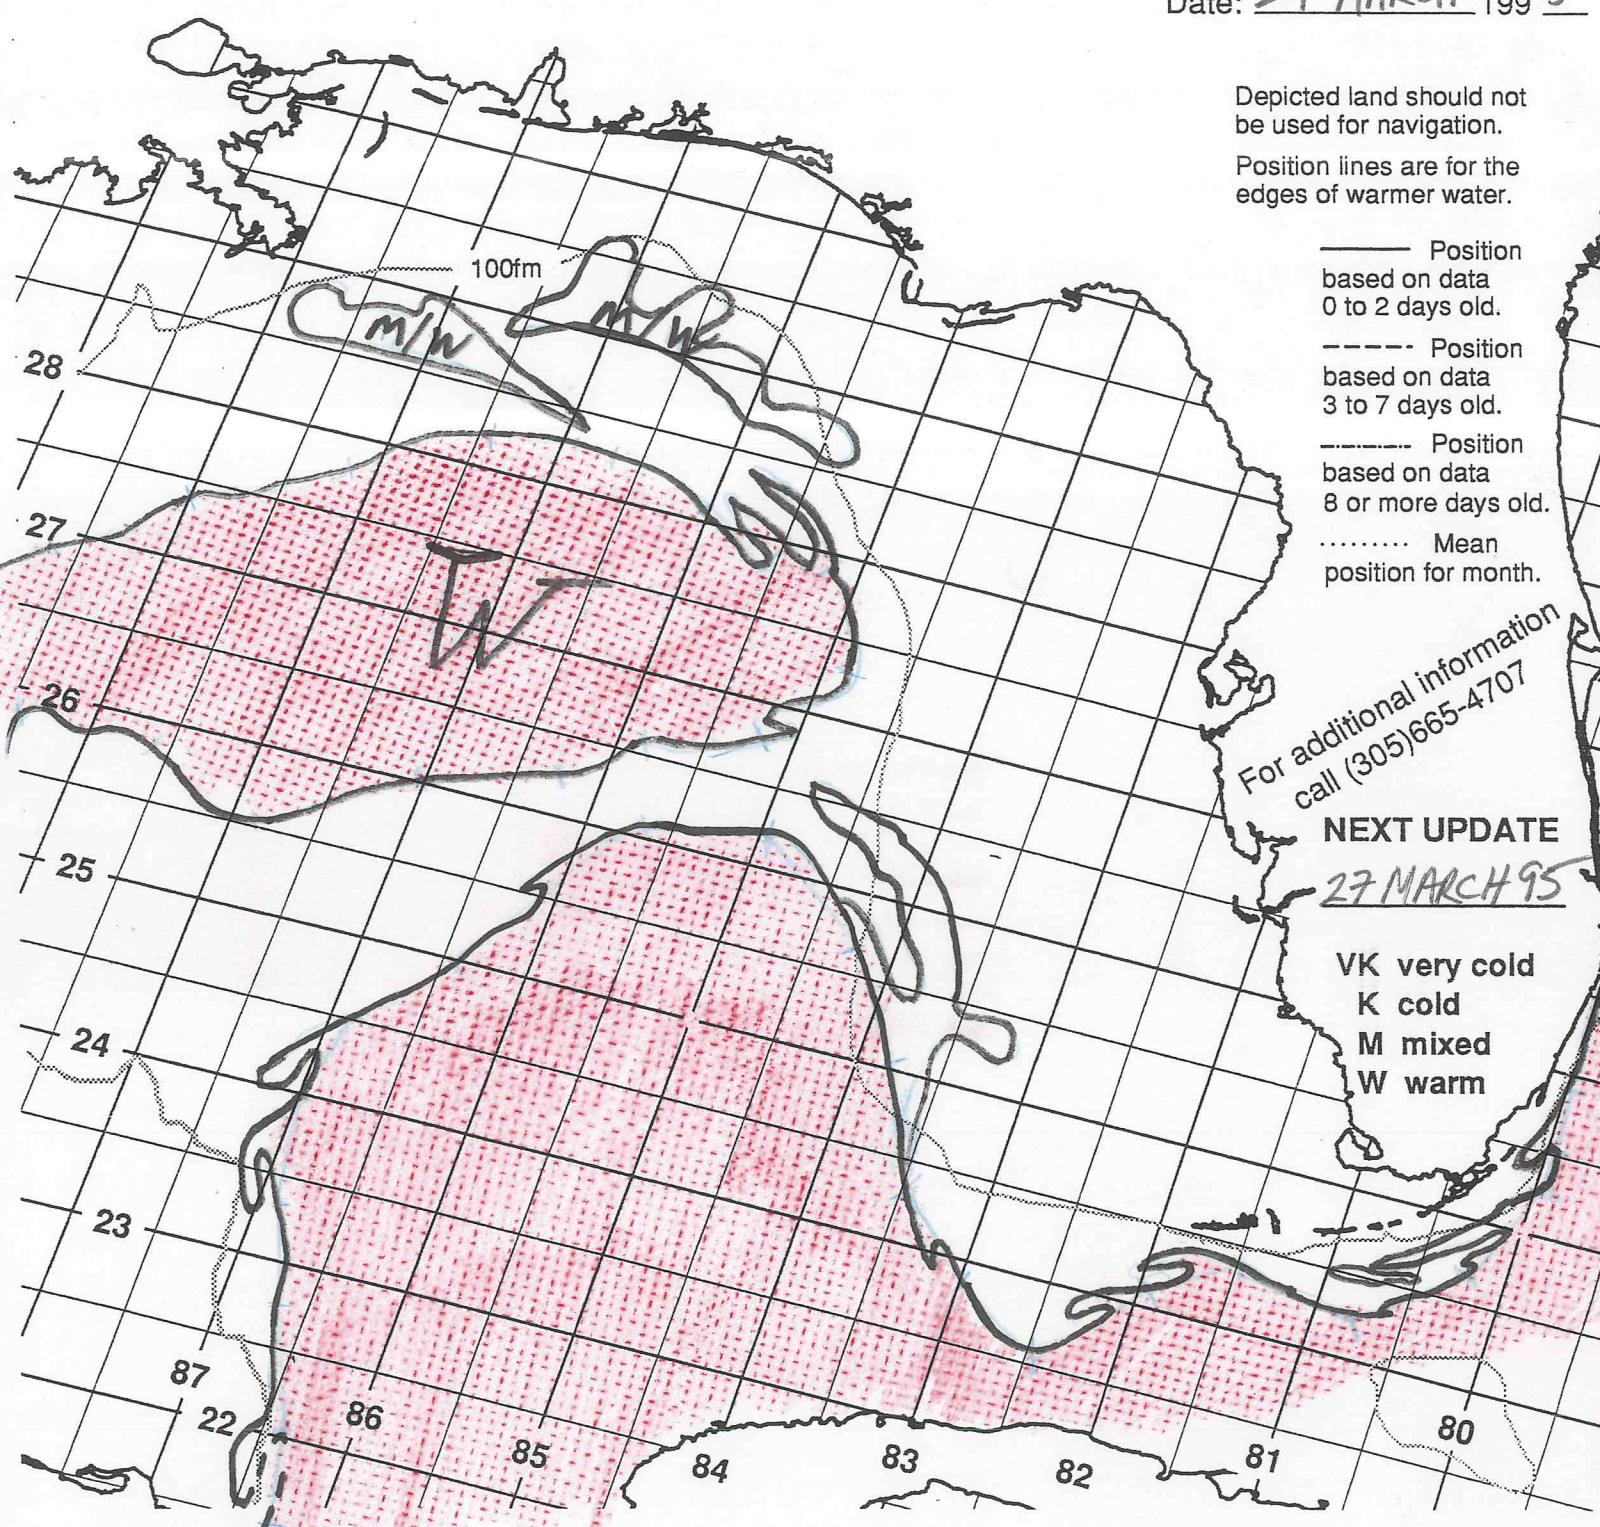 Date: MARCH 199
Depicted land should not
be used for navigation.
Position lines are for the
edges of warmer water.
Position
based on data
0 to 2 days old.
Position
based on data
3 to 7 days old.
Position
based on data
8 or more days old.
Mean
position for month.
For additional information
call (305)665-4707
NEXT UPDATE
27 MARCH 95
VK very cold
K cold
M mixed
W warm
100fm
M/W
M/W
28
27
W
26
25
24
23
87
22
86
85
84
83
82
81
80